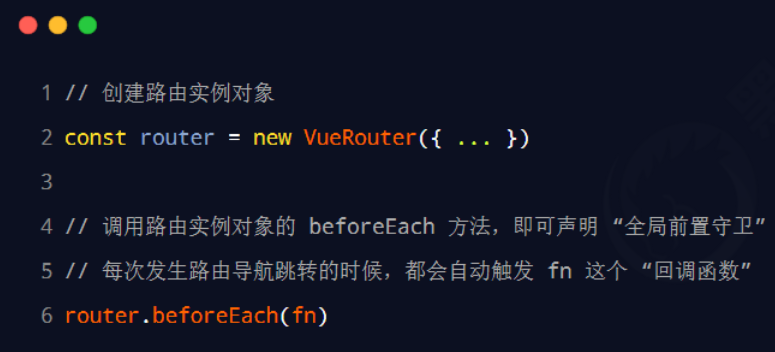 1 // 创建路由实例对象
2 const router = new VueRouter({ ... })
3
4 // 调用路由实例对象的 beforeEach 方法，即可声明 “全局前置守卫”
5 // 每次发生路由导航跳转的时候，都会自动触发 fn 这个 “回调函数”
6 router.beforeEach(fn)